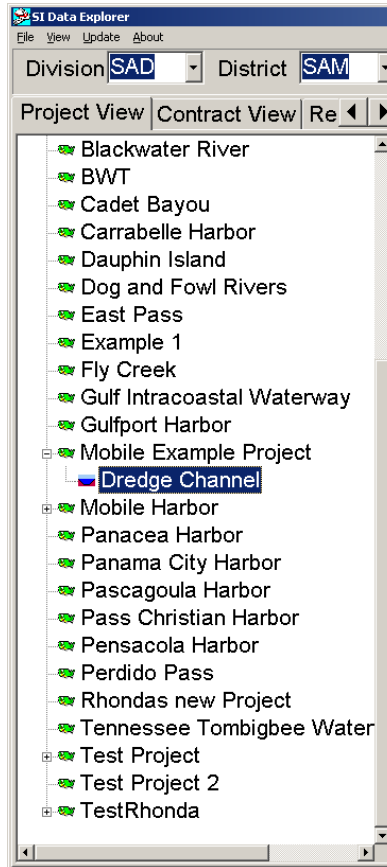 SI Data Explorer
File View Update About
Division SAD District SAM
Project View Contract View Re
Blackwater River
BWT
Cadet Bayou
Carrabelle Harbor
Dauphin Island
Dog and Fowl Rivers
East Pass
Example 1
Fly Creek
Gulf Intracoastal Waterway
Gulfport Harbor
Mobile Example Project
Dredge Channel
Mobile Harbor
Panacea Harbor
Panama City Harbor
Pascagoula Harbor
Pass Christian Harbor
Pensacola Harbor
Perdido Pass
Rhondas new Project
Tennessee Tombigbee Water
Test Project
Test Project 2
TestRhonda